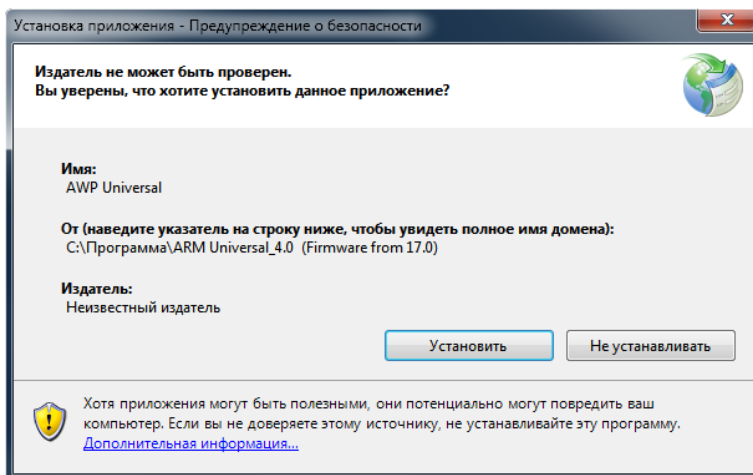 Установка приложения - Предупреждение о безопасности
Издатель не может быть проверен.
Вы уверены, что хотите установить данное приложение?
Имя:
AWP Universal
От (наведите указатель на строку ниже, чтобы увидеть полное имя домена):
C:\Программа\ARM Universal_4.0 (Firmware from 17.0)
Издатель:
Неизвестный издатель
Установить
Не устанавливать
Хотя приложения могут быть полезными, они потенциально могут повредить ваш
компьютер. Если вы не доверяете этому источнику, не устанавливайте эту программу.
Дополнительная информация...